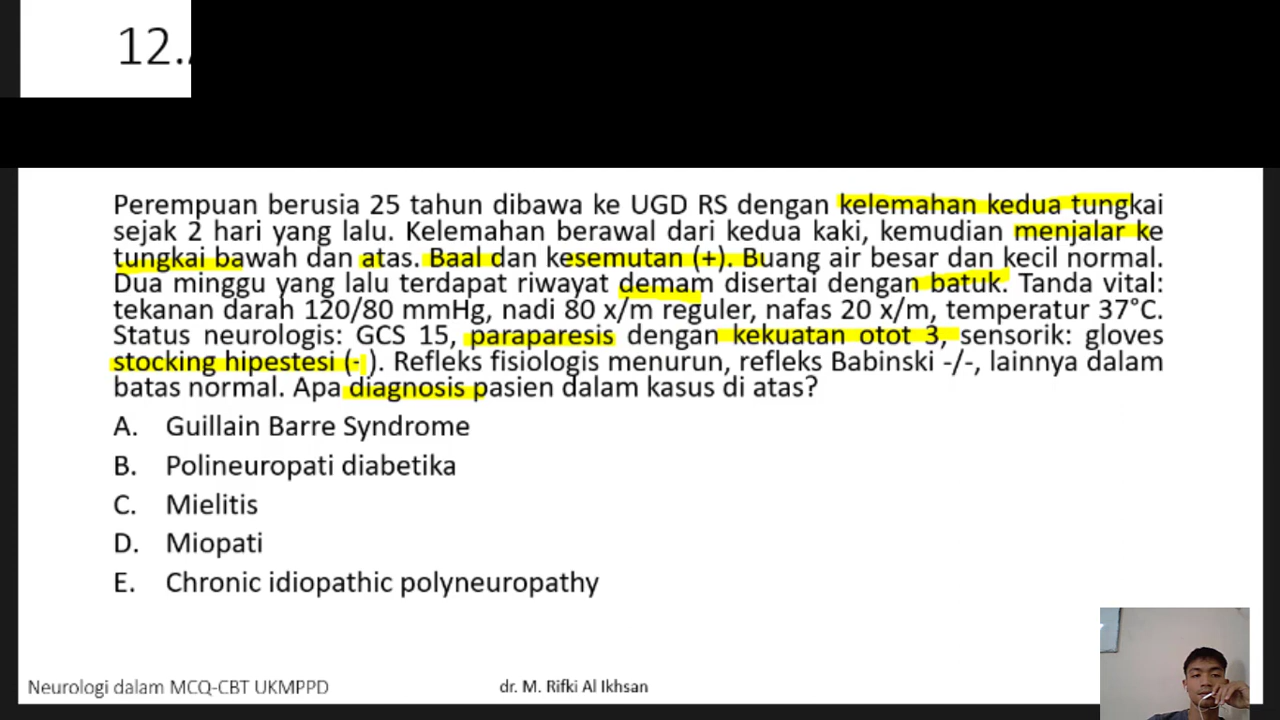 12.
Perempuan berusia 25 tahun dibawa ke UGD RS dengan kelemahan kedua tungkai
sejak 2 hari yang lalu. Kelemahan berawal dari kedua kaki, kemudian menjalar ke
tungkai bawah dan atas. Baal dan kesemutan (+). Buang air besar dan kecil normal.
Dua minggu yang lalu terdapat riwayat demam disertai dengan batuk. Tanda vital:
tekanan darah 120/80 mmHg, nadi 80 x/m reguler, nafas 20 x/m, temperatur 37°C.
Status neurologis: GCS 15, paraparesis dengan kekuatan otot 3, sensorik: gloves
stocking hipestesi (- ). Refleks fisiologis menurun, refleks Babinski -/-, lainnya dalam
batas normal. Apa diagnosis pasien dalam kasus di atas?
A. Guillain Barre Syndrome
B. Polineuropati diabetika
C. Mielitis
D. Miopati
E. Chronic idiopathic polyneuropathy
Neurologi dalam MCQ-CBT UKMPPD
dr. M. Rifki Al Ikhsan